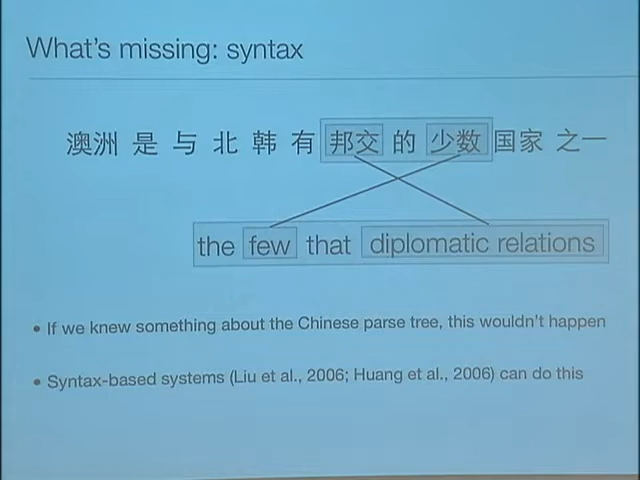 What's missing: syntax
澳洲 是 与 北 韩 有 邦交 的 少数 国家 之一
the few that diplomatic relations
• If we knew something about the Chinese parse tree, this wouldn't happen
• Syntax-based systems (Liu et al., 2006; Huang et al., 2006) can do this